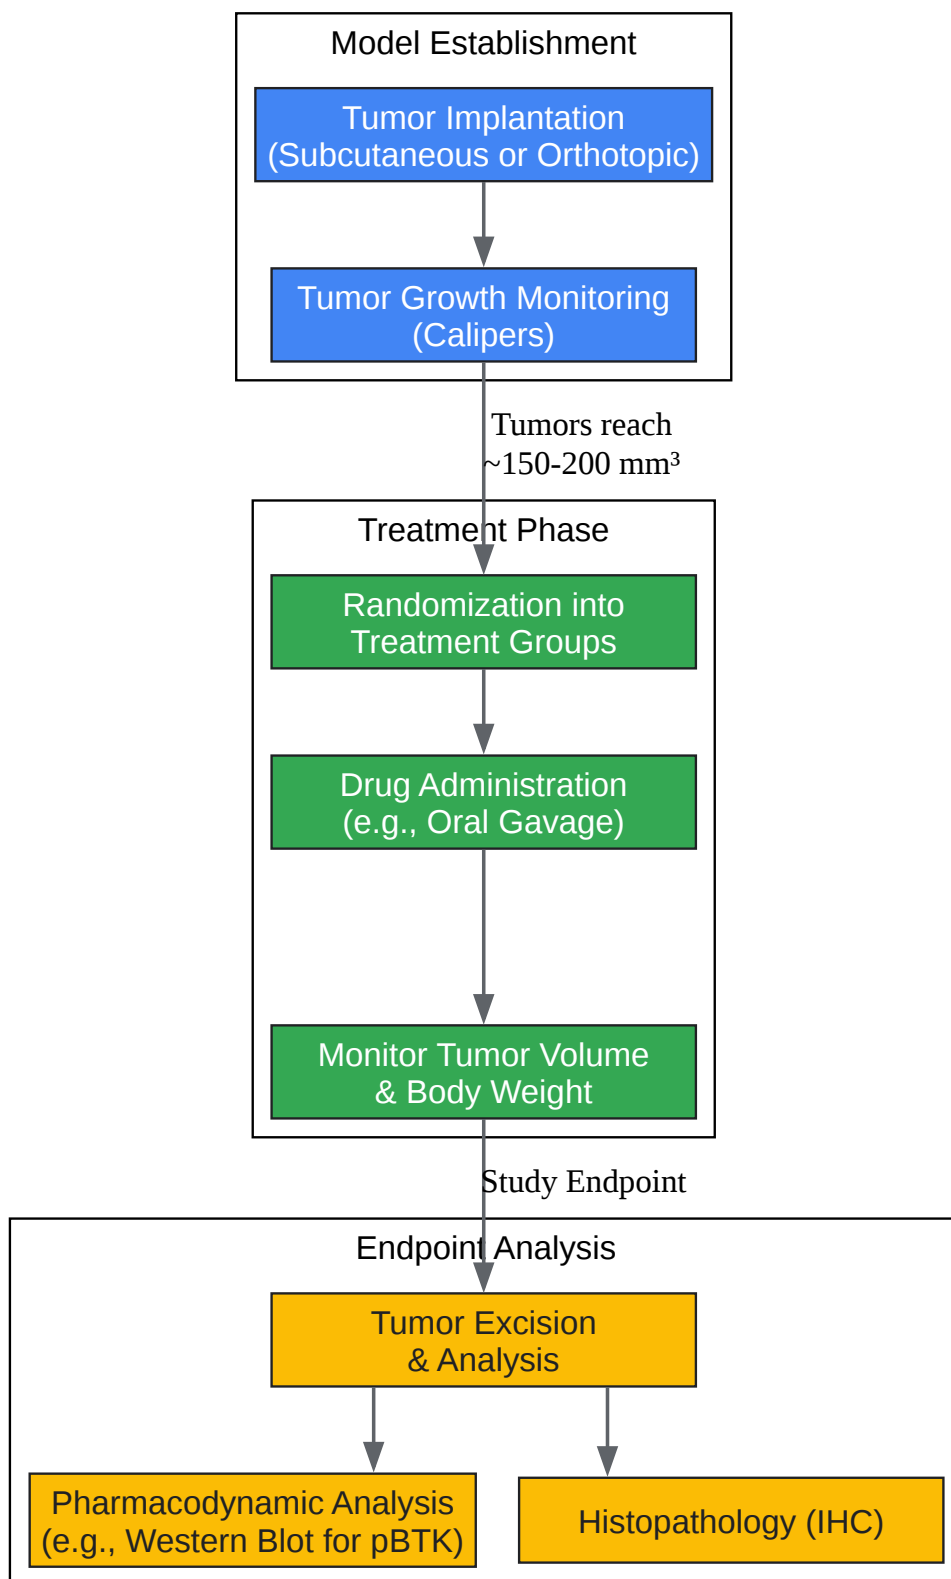 Model Establishment
Tumor Implantation
(Subcutaneous or Orthotopic)
Tumor Growth Monitoring
(Calipers)
Tumors reach
~150-200 mm³
Treatment Phase
Randomization into
Treatment Groups
Drug Administration
(e.g., Oral Gavage)
Monitor Tumor Volume
& Body Weight
Study Endpoint
Endpoint Analysis
Tumor Excision
& Analysis
Pharmacodynamic Analysis
(e.g., Western Blot for pBTK)
Histopathology (IHC)